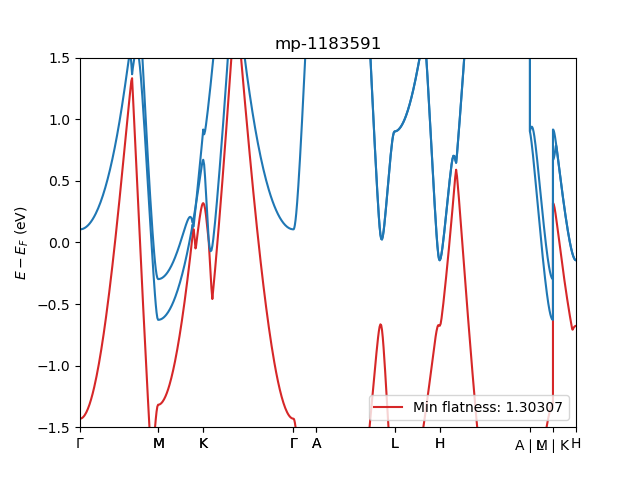 mp-1183591
E − E_F (eV)
1.5
1.0
0.5
0.0
−0.5
−1.0
−1.5
Min flatness: 1.30307
Γ M K Γ A L H A | L M | K H